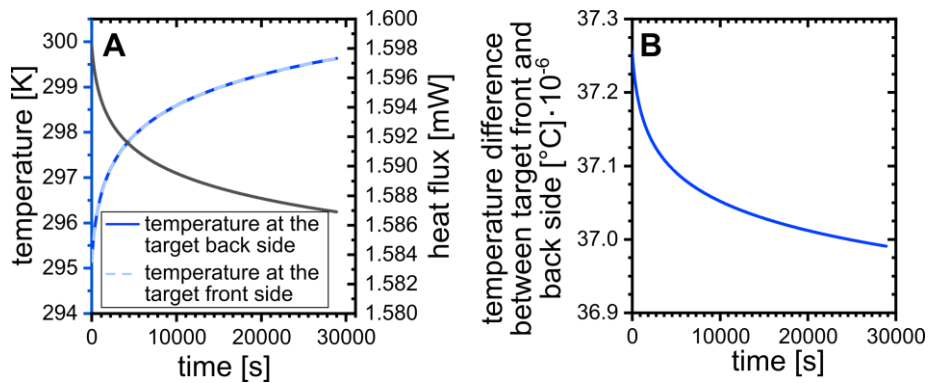 A
temperature [K]
300
299
298
297
296
295
294
0
10000
20000
30000
time [s]
temperature at the
target back side
temperature at the
target front side
1.600
1.598
1.596
1.594
1.592
1.590
1.588
1.586
1.584
1.582
1.580
heat flux [mW]
B
temperature difference
between target front and
back side [°C]·10⁻⁶
37.3
37.2
37.1
37.0
36.9
0
10000
20000
30000
time [s]